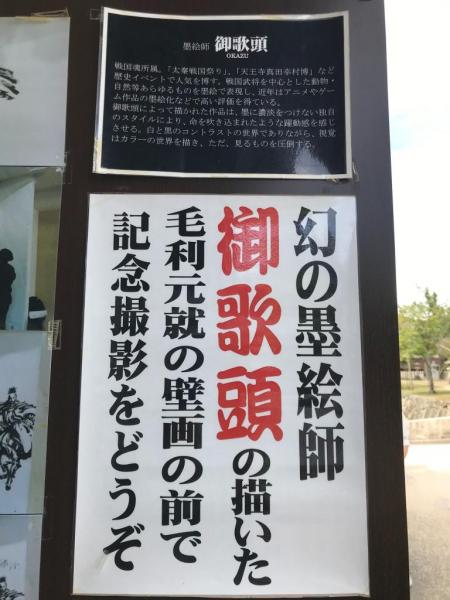 墨絵師 御歌頭
OKAZU
戦国魂所属。「太秦戦国祭り」、「天王寺真田幸村博」など
歴史イベントで人気を博す。戦国武将を中心とした動物・
自然等あらゆるものを墨絵で表現し、近年はアニメやゲー
ム作品の墨絵化などで高い評価を得ている。
御歌頭によって描かれた作品は、墨に濃淡をつけない独自
のスタイルにより、命を吹き込まれたような躍動感を感じ
させる。白と黒のコントラストの世界でありながら、視覚
はカラーの世界を描き、ただ、見るものを圧倒する。
幻の墨絵師
御歌頭の描いた
毛利元就の壁画の前で
記念撮影をどうぞ